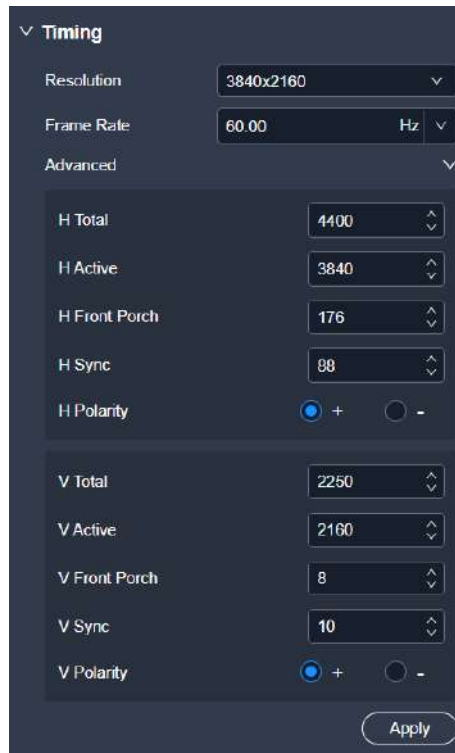 Timing
Resolution 3840x2160
Frame Rate 60.00 Hz
Advanced
H Total 4400
H Active 3840
H Front Porch 176
H Sync 88
H Polarity + -
V Total 2250
V Active 2160
V Front Porch 8
V Sync 10
V Polarity + -
Apply